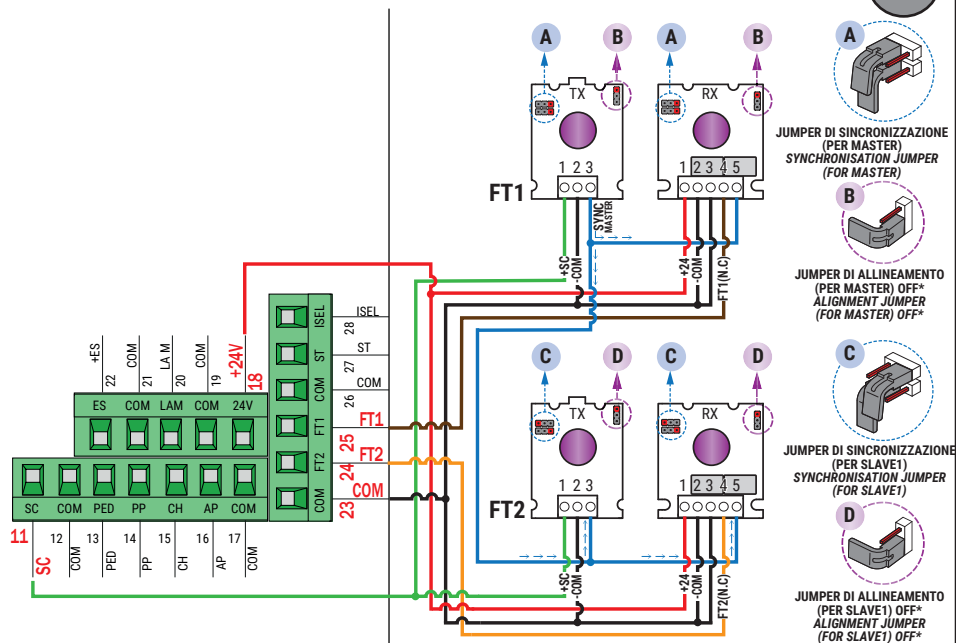 A
B
A
B
TX
RX
1 2 3
1 2 3 4 5
FT1
SYNC
MASTER
+SC
-COM
+24
-COM
FT1(N.C)
C
D
C
D
TX
RX
1 2 3
1 2 3 4 5
FT2
+SC
-COM
+24
-COM
FT2(N.C)
A
JUMPER DI SINCRONIZZAZIONE
(PER MASTER)
SYNCHRONISATION JUMPER
(FOR MASTER)
B
JUMPER DI ALLINEAMENTO
(PER MASTER) OFF*
ALIGNMENT JUMPER
(FOR MASTER) OFF*
C
JUMPER DI SINCRONIZZAZIONE
(PER SLAVE1)
SYNCHRONISATION JUMPER
(FOR SLAVE1)
D
JUMPER DI ALLINEAMENTO
(PER SLAVE1) OFF*
ALIGNMENT JUMPER
(FOR SLAVE1) OFF*
ISEL
28
ISEL
ST
27
ST
COM
26
COM
FT1
25
FT1
FT2
24
FT2
COM
23
COM
+ES
22
COM
21
LA M
20
COM
19
+24V
18
ES COM LAM COM 24V
SC COM PED PP CH AP COM
11
SC
12
COM
13
PED
14
PP
15
CH
16
AP
17
COM